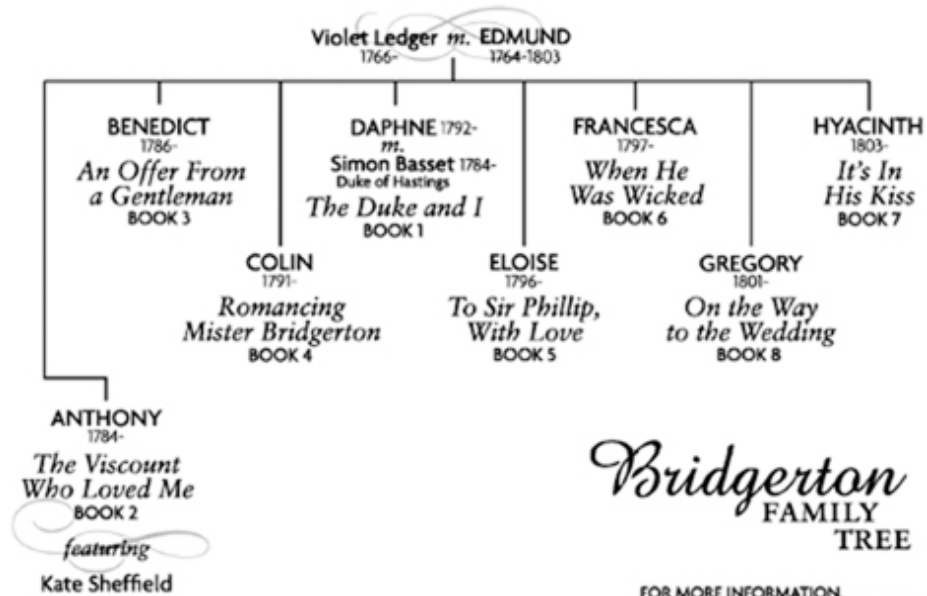 Violet Ledger m. EDMUND
1766- 1764-1803
BENEDICT
1786-
An Offer From
a Gentleman
BOOK 3
DAPHNE 1792-
m.
Simon Basset 1784-
Duke of Hastings
The Duke and I
BOOK 1
FRANCESCA
1797-
When He
Was Wicked
BOOK 6
HYACINTH
1803-
It's In
His Kiss
BOOK 7
COLIN
1791-
Romancing
Mister Bridgerton
BOOK 4
ELOISE
1796-
To Sir Phillip,
With Love
BOOK 5
GREGORY
1801-
On the Way
to the Wedding
BOOK 8
ANTHONY
1784-
The Viscount
Who Loved Me
BOOK 2
featuring
Kate Sheffield
Bridgerton
FAMILY
TREE
FOR MORE INFORMATION